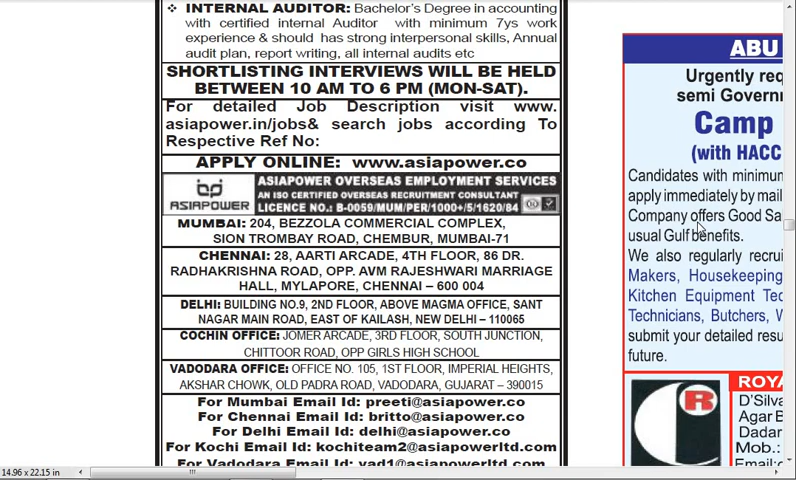 ❖ INTERNAL AUDITOR: Bachelor's Degree in accounting
with certified internal Auditor with minimum 7ys work
experience & should has strong interpersonal skills, Annual
audit plan, report writing, all internal audits etc
SHORTLISTING INTERVIEWS WILL BE HELD
BETWEEN 10 AM TO 6 PM (MON-SAT).
For detailed Job Description visit www.
asiapower.in/jobs& search jobs according To
Respective Ref No:
APPLY ONLINE: www.asiapower.co
ASIAPOWER
ASIAPOWER OVERSEAS EMPLOYMENT SERVICES
AN ISO CERTIFIED OVERSEAS RECRUITMENT CONSULTANT
LICENCE NO.: B-0059/MUM/PER/1000+/5/1620/84
MUMBAI: 204, BEZZOLA COMMERCIAL COMPLEX,
SION TROMBAY ROAD, CHEMBUR, MUMBAI-71
CHENNAI: 28, AARTI ARCADE, 4TH FLOOR, 86 DR.
RADHAKRISHNA ROAD, OPP. AVM RAJESHWARI MARRIAGE
HALL, MYLAPORE, CHENNAI – 600 004
DELHI: BUILDING NO.9, 2ND FLOOR, ABOVE MAGMA OFFICE, SANT
NAGAR MAIN ROAD, EAST OF KAILASH, NEW DELHI – 110065
COCHIN OFFICE: JOMER ARCADE, 3RD FLOOR, SOUTH JUNCTION,
CHITTOOR ROAD, OPP GIRLS HIGH SCHOOL
VADODARA OFFICE: OFFICE NO. 105, 1ST FLOOR, IMPERIAL HEIGHTS,
AKSHAR CHOWK, OLD PADRA ROAD, VADODARA, GUJARAT – 390015
For Mumbai Email Id: preeti@asiapower.co
For Chennai Email Id: britto@asiapower.co
For Delhi Email Id: delhi@asiapower.co
For Kochi Email Id: kochiteam2@asiapowerltd.com
For Vadodara Email Id: vad1@asiapowerltd.com
ABU
Urgently req
semi Governm
Camp
(with HACC
Candidates with minimum
apply immediately by mail
Company offers Good Sa
usual Gulf benefits.
We also regularly recrui
Makers, Housekeeping
Kitchen Equipment Tec
Technicians, Butchers, W
submit your detailed resu
future.
R
ROYA
D'Silva
Agar B
Dadar
Mob.:
Email:
14.96 x 22.15 in